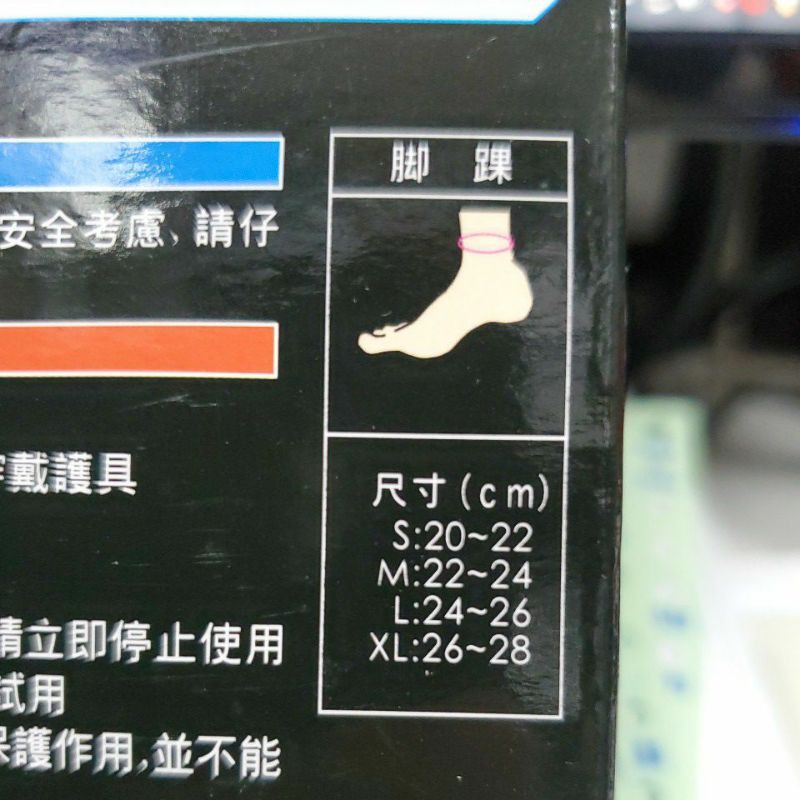 安全考慮,請仔
戴護具
請立即停止使用
試用
保護作用,並不能
脚 踝
尺寸(cm)
S:20~22
M:22~24
L:24~26
XL:26~28